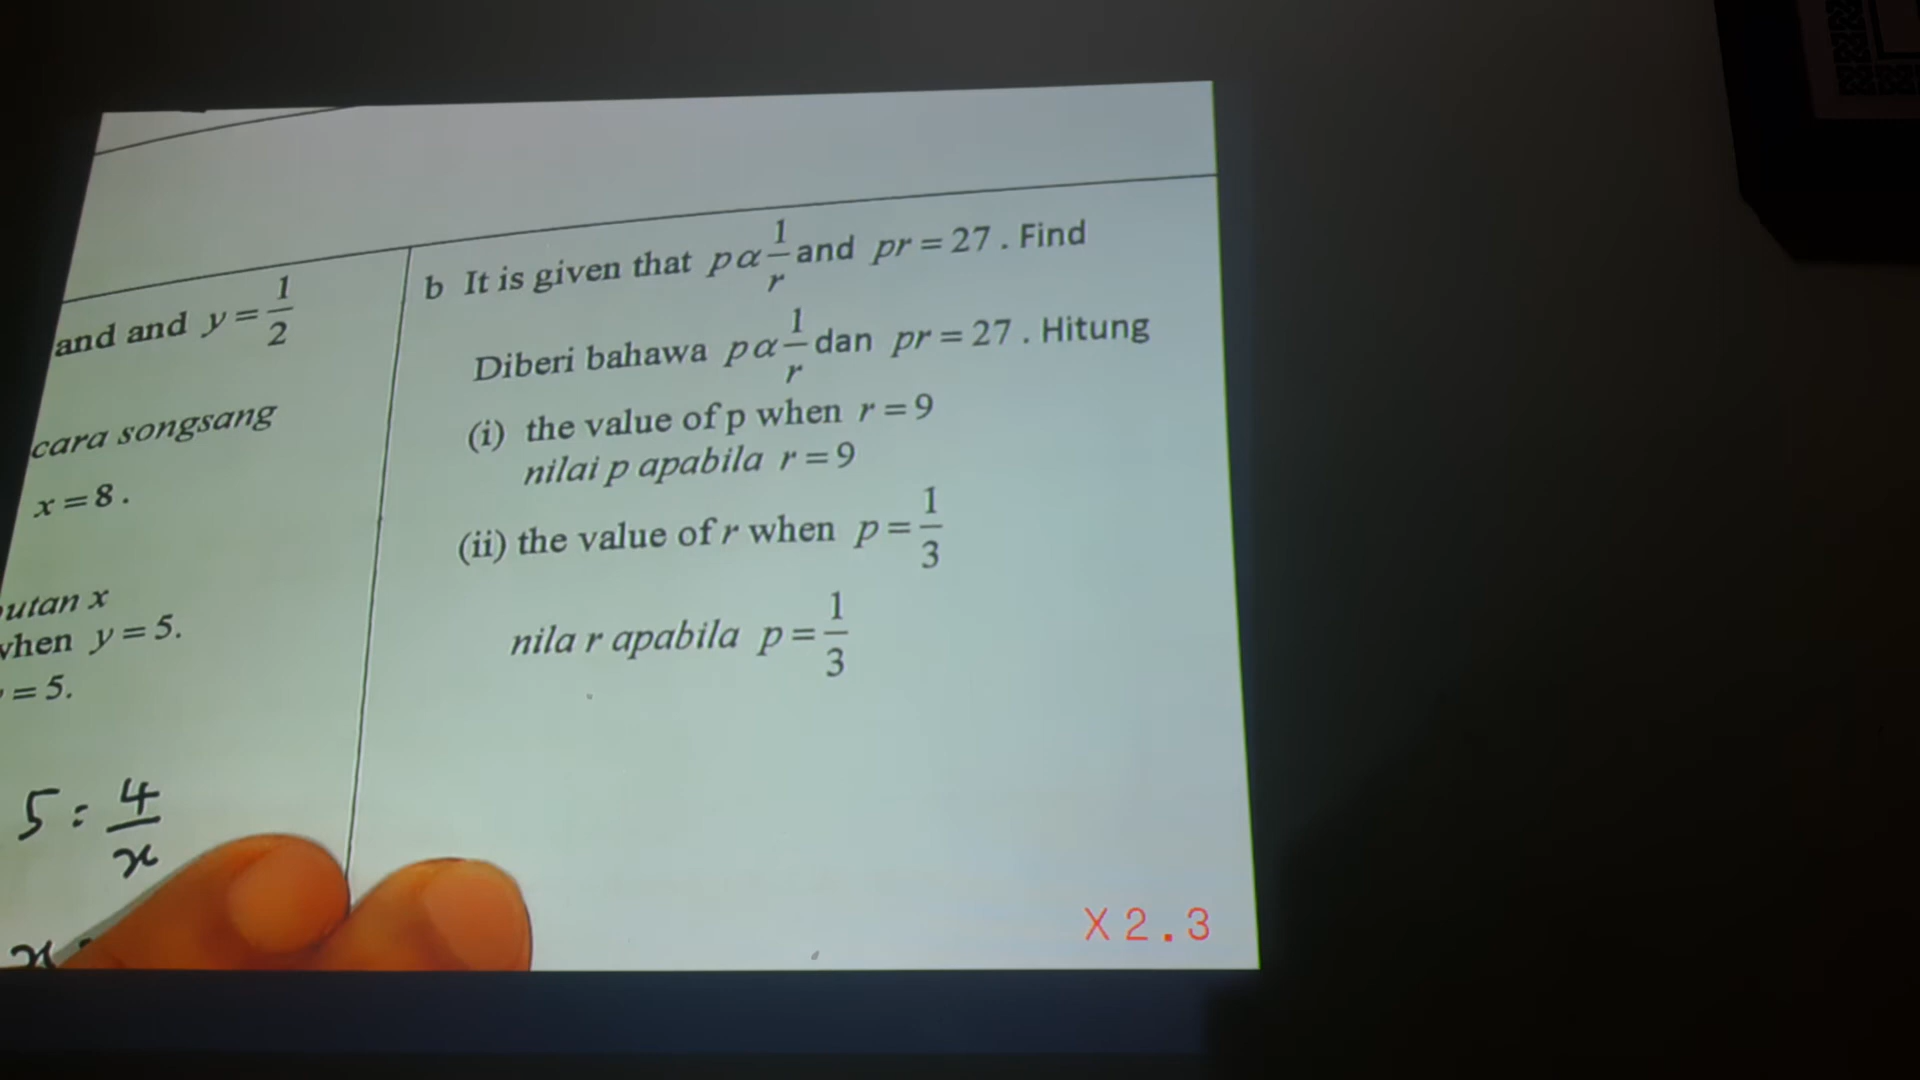 and and y = 1/2
cara songsang
x = 8 .
utan x
when y = 5.
= 5.
5 = 4/x
x
b It is given that p α 1/r and pr = 27 . Find
Diberi bahawa p α 1/r dan pr = 27 . Hitung
(i) the value of p when r = 9
nilai p apabila r = 9
(ii) the value of r when p = 1/3
nila r apabila p = 1/3
X2.3